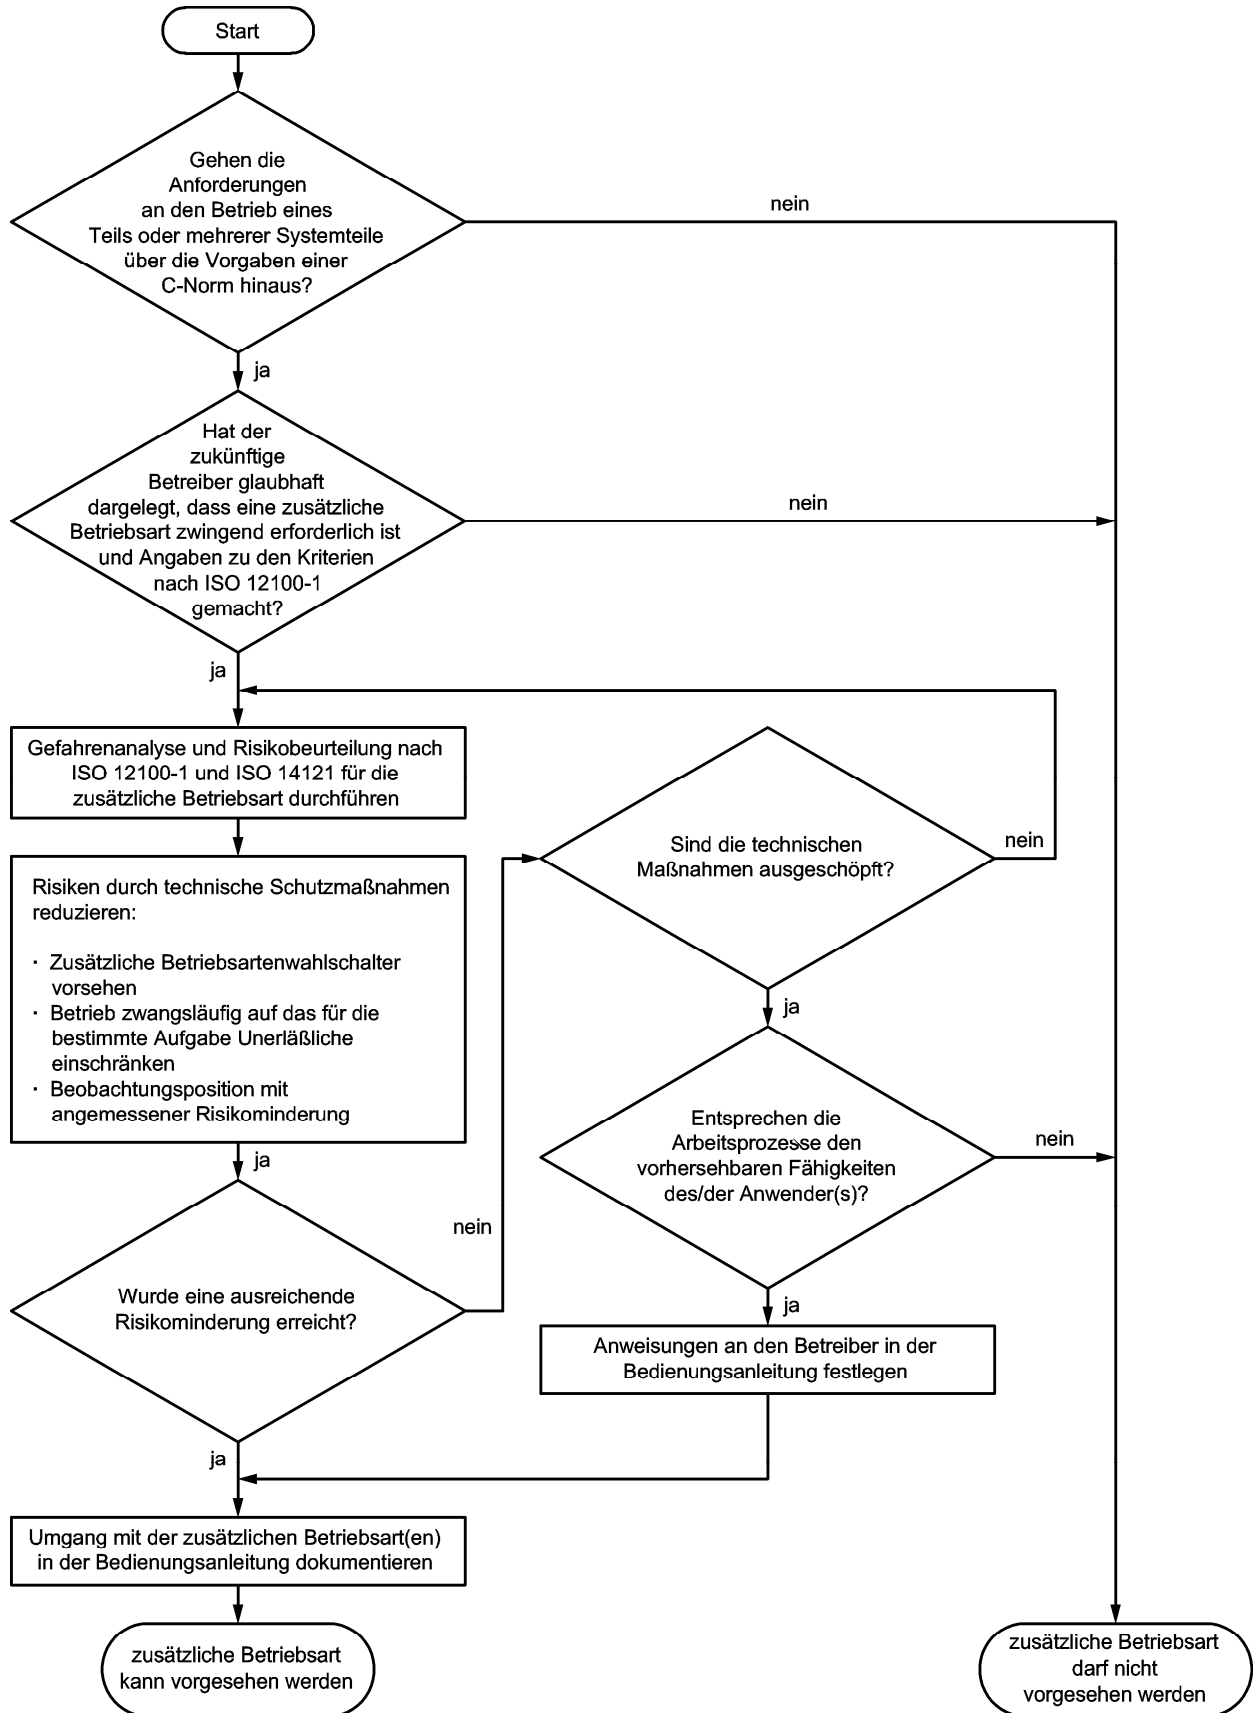 Start
Gehen die
Anforderungen
an den Betrieb eines
Teils oder mehrerer Systemteile
über die Vorgaben einer
C-Norm hinaus?
nein
ja
Hat der
zukünftige
Betreiber glaubhaft
dargelegt, dass eine zusätzliche
Betriebsart zwingend erforderlich ist
und Angaben zu den Kriterien
nach ISO 12100-1
gemacht?
nein
ja
Gefahrenanalyse und Risikobeurteilung nach
ISO 12100-1 und ISO 14121 für die
zusätzliche Betriebsart durchführen
Risiken durch technische Schutzmaßnahmen
reduzieren:
· Zusätzliche Betriebsartenwahlschalter
vorsehen
· Betrieb zwangsläufig auf das für die
bestimmte Aufgabe Unerläßliche
einschränken
· Beobachtungsposition mit
angemessener Risikominderung
ja
Wurde eine ausreichende
Risikominderung erreicht?
nein
ja
Sind die technischen
Maßnahmen ausgeschöpft?
nein
ja
Entsprechen die
Arbeitsprozesse den
vorhersehbaren Fähigkeiten
des/der Anwender(s)?
nein
ja
Anweisungen an den Betreiber in der
Bedienungsanleitung festlegen
Umgang mit der zusätzlichen Betriebsart(en)
in der Bedienungsanleitung dokumentieren
zusätzliche Betriebsart
kann vorgesehen werden
zusätzliche Betriebsart
darf nicht
vorgesehen werden